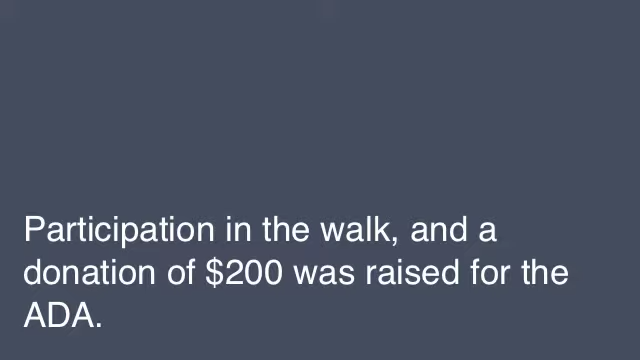 Participation in the walk, and a
donation of $200 was raised for the
ADA.